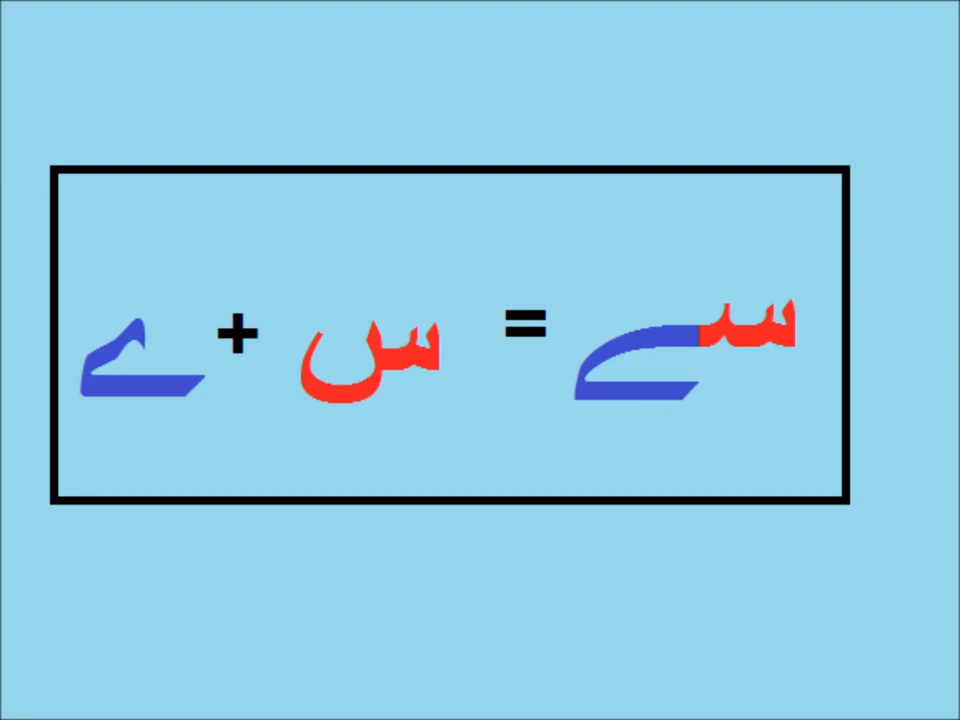 ے + س = سے